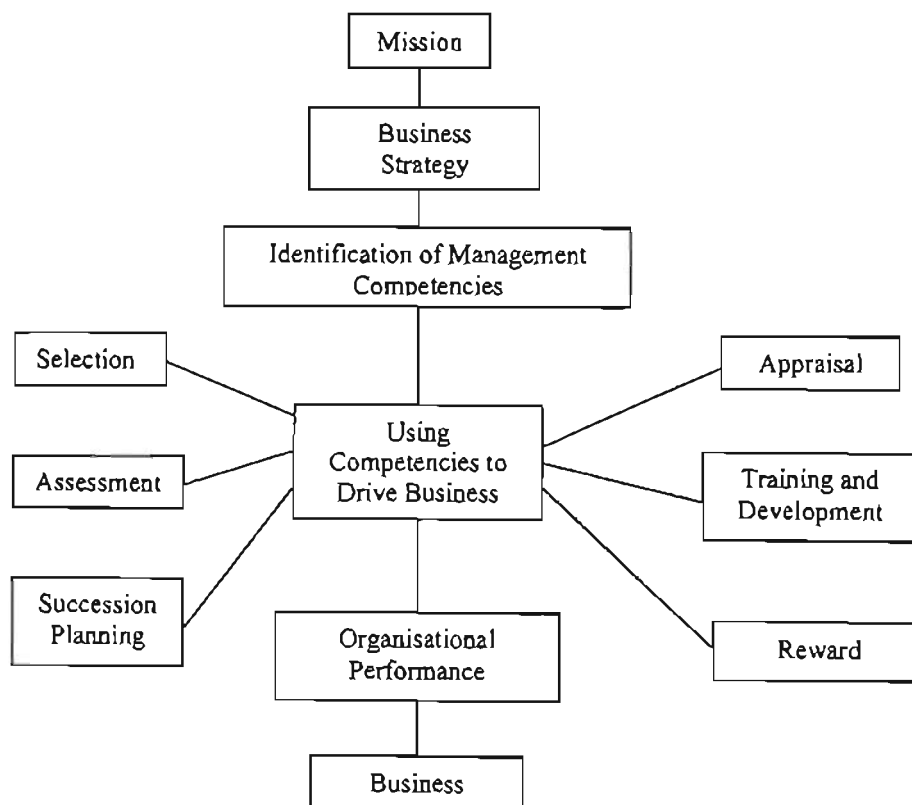 Mission
Business
Strategy
Identification of Management
Competencies
Selection
Appraisal
Using
Competencies to
Drive Business
Assessment
Training and
Development
Succession
Planning
Organisational
Performance
Reward
Business